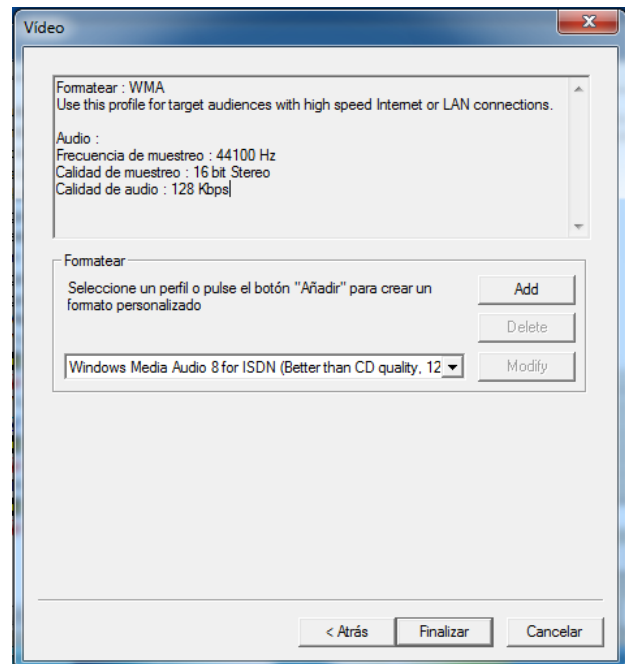 Vídeo
Formatear : WMA
Use this profile for target audiences with high speed Internet or LAN connections.
Audio :
Frecuencia de muestreo : 44100 Hz
Calidad de muestreo : 16 bit Stereo
Calidad de audio : 128 Kbps
Formatear
Seleccione un perfil o pulse el botón "Añadir" para crear un
formato personalizado
Add
Delete
Windows Media Audio 8 for ISDN (Better than CD quality, 12
Modify
< Atrás
Finalizar
Cancelar